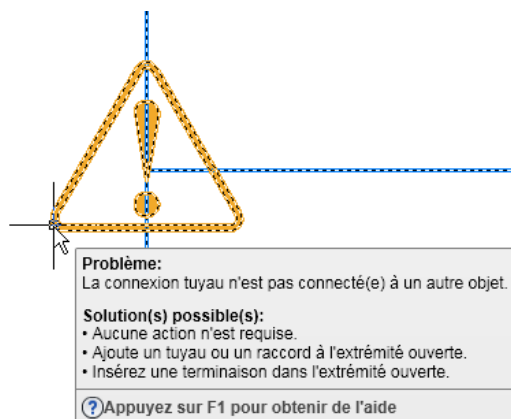 Problème:
La connexion tuyau n'est pas connecté(e) à un autre objet.
Solution(s) possible(s):
• Aucune action n'est requise.
• Ajoute un tuyau ou un raccord à l'extrémité ouverte.
• Insérez une terminaison dans l'extrémité ouverte.
?Appuyez sur F1 pour obtenir de l'aide